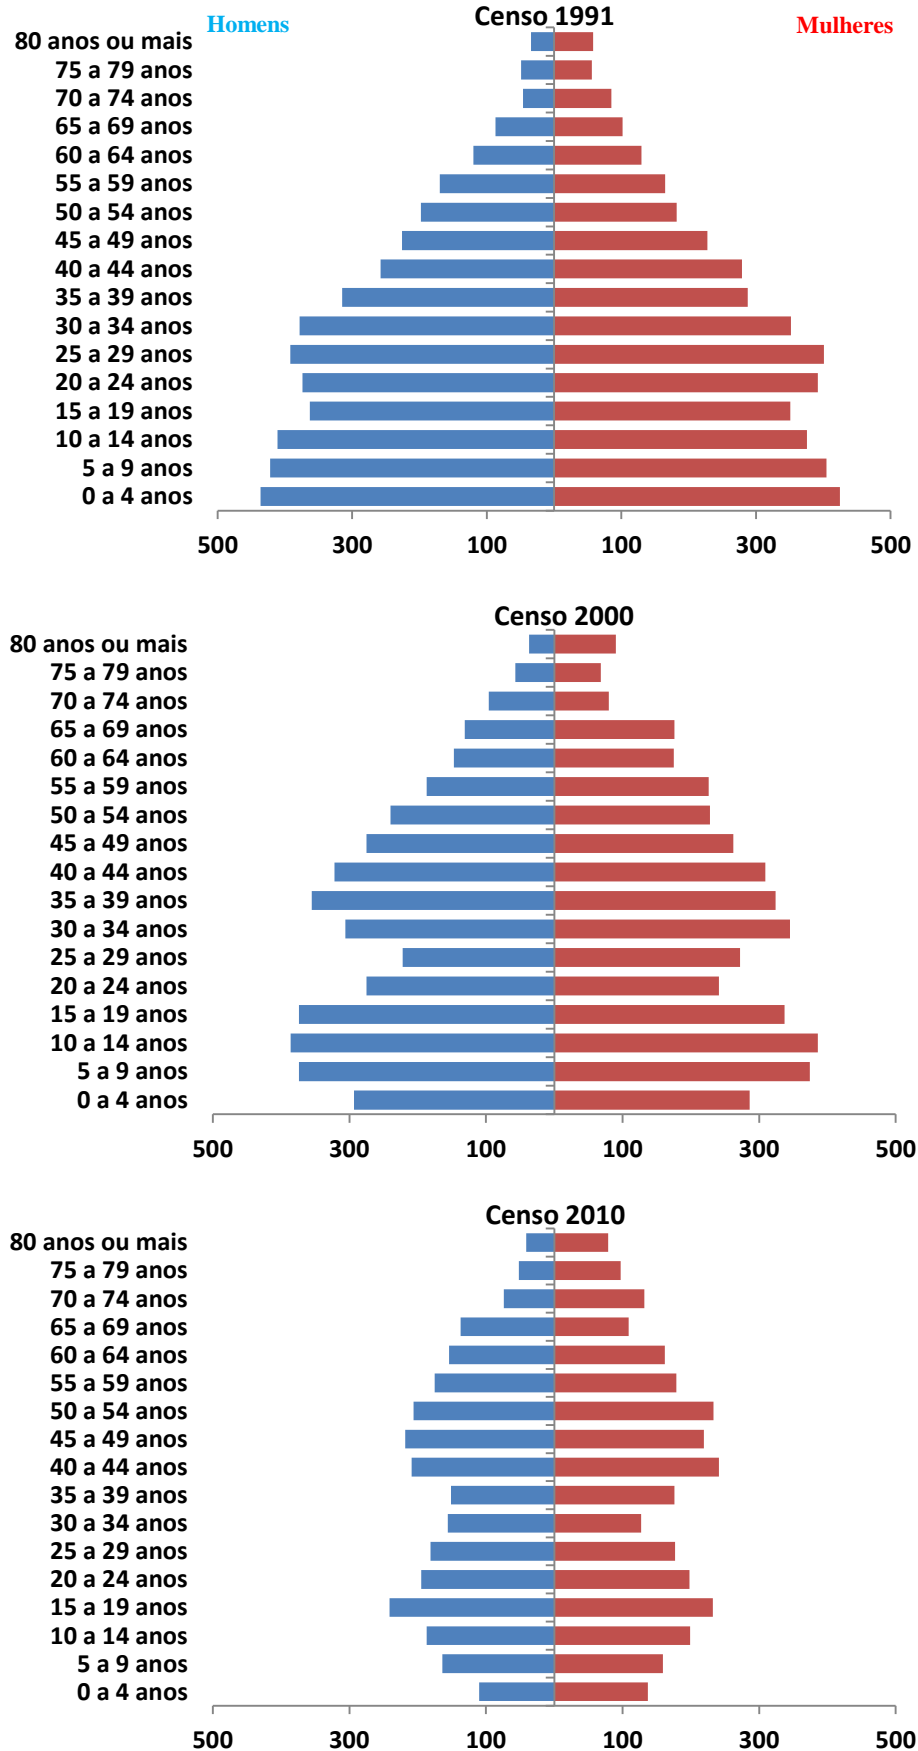 Censo 1991
Homens
Mulheres
80 anos ou mais
75 a 79 anos
70 a 74 anos
65 a 69 anos
60 a 64 anos
55 a 59 anos
50 a 54 anos
45 a 49 anos
40 a 44 anos
35 a 39 anos
30 a 34 anos
25 a 29 anos
20 a 24 anos
15 a 19 anos
10 a 14 anos
5 a 9 anos
0 a 4 anos
500 300 100 100 300 500
Censo 2000
80 anos ou mais
75 a 79 anos
70 a 74 anos
65 a 69 anos
60 a 64 anos
55 a 59 anos
50 a 54 anos
45 a 49 anos
40 a 44 anos
35 a 39 anos
30 a 34 anos
25 a 29 anos
20 a 24 anos
15 a 19 anos
10 a 14 anos
5 a 9 anos
0 a 4 anos
500 300 100 100 300 500
Censo 2010
80 anos ou mais
75 a 79 anos
70 a 74 anos
65 a 69 anos
60 a 64 anos
55 a 59 anos
50 a 54 anos
45 a 49 anos
40 a 44 anos
35 a 39 anos
30 a 34 anos
25 a 29 anos
20 a 24 anos
15 a 19 anos
10 a 14 anos
5 a 9 anos
0 a 4 anos
500 300 100 100 300 500